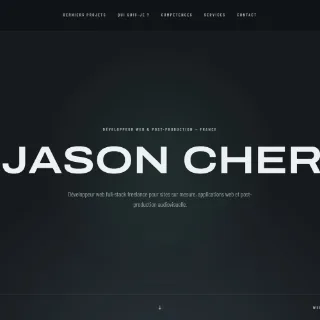 DERNIERS PROJETS QUI SUIS-JE ? COMPÉTENCES SERVICES CONTACT
DÉVELOPPEUR WEB & POST-PRODUCTION — FRANCE
JASON CHER
Développeur web full-stack freelance pour sites sur mesure, applications web et post-
production audiovisuelle.